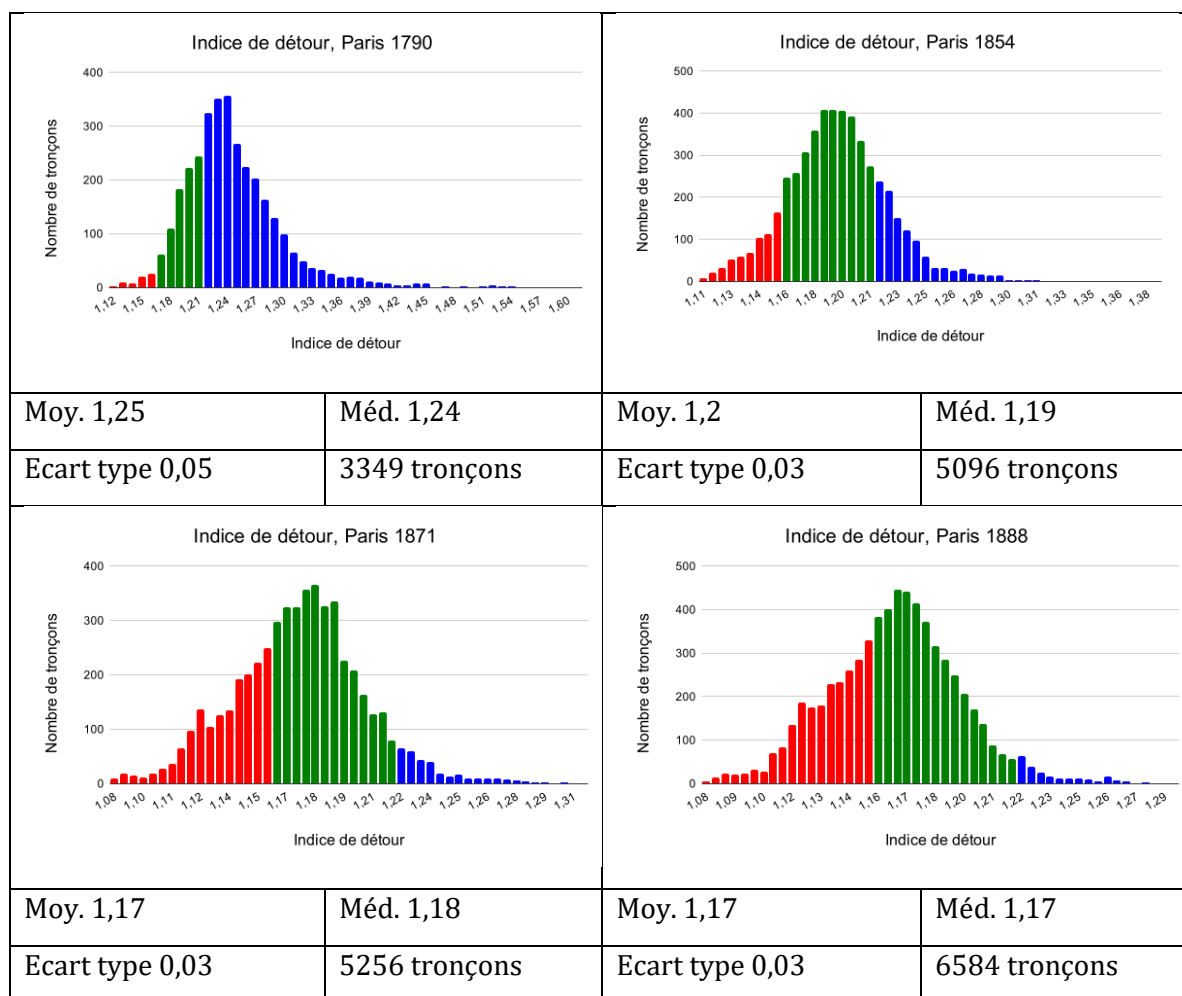 Indice de détour, Paris 1790
Nombre de tronçons
400
300
200
100
0
1,12 1,15 1,18 1,21 1,24 1,27 1,30 1,33 1,36 1,39 1,42 1,45 1,48 1,51 1,54 1,57 1,60
Indice de détour
Indice de détour, Paris 1854
Nombre de tronçons
500
400
300
200
100
0
1,11 1,13 1,14 1,16 1,18 1,20 1,21 1,23 1,25 1,26 1,28 1,30 1,31 1,33 1,35 1,36 1,38
Indice de détour
Moy. 1,25 Méd. 1,24 Moy. 1,2 Méd. 1,19
Ecart type 0,05 3349 tronçons Ecart type 0,03 5096 tronçons
Indice de détour, Paris 1871
Nombre de tronçons
400
300
200
100
0
1,08 1,10 1,11 1,12 1,14 1,15 1,17 1,18 1,19 1,21 1,22 1,24 1,25 1,26 1,28 1,29 1,31
Indice de détour
Indice de détour, Paris 1888
Nombre de tronçons
500
400
300
200
100
0
1,08 1,09 1,10 1,12 1,13 1,14 1,16 1,17 1,18 1,20 1,21 1,22 1,23 1,25 1,26 1,27 1,29
Indice de détour
Moy. 1,17 Méd. 1,18 Moy. 1,17 Méd. 1,17
Ecart type 0,03 5256 tronçons Ecart type 0,03 6584 tronçons